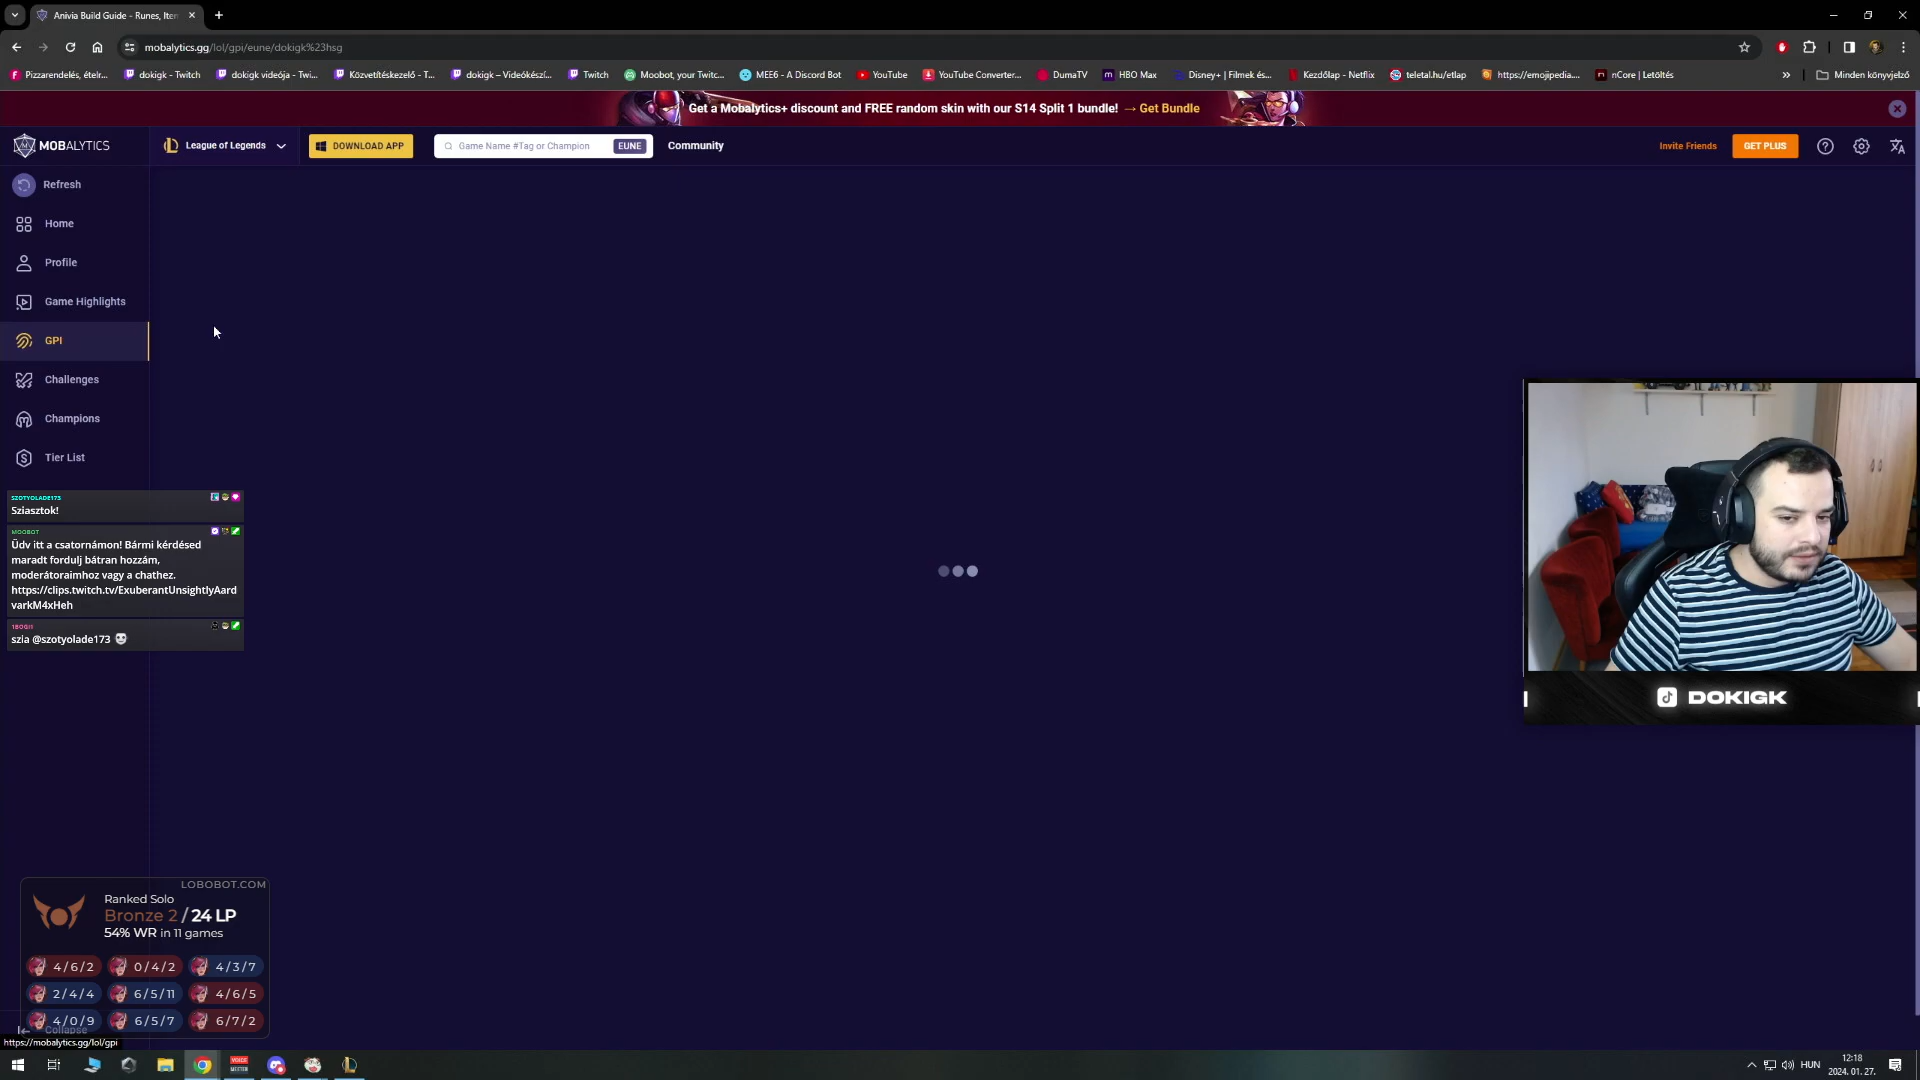 Anivia Build Guide - Runes, Iter
mobalytics.gg/lol/gpi/eune/dokigk%23hsg
Pizzarendelés, ételr...
dokigk - Twitch
dokigk videója - Twi...
Közvetítéskezelő - T...
dokigk – Videókészí...
Twitch
Moobot, your Twitc...
MEE6 - A Discord Bot
YouTube
YouTube Converter...
DumaTV
HBO Max
Disney+ | Filmek és...
Kezdőlap - Netflix
teletal.hu/etlap
https://emojipedia....
nCore | Letöltés
»
Minden könyvjelző
Get a Mobalytics+ discount and FREE random skin with our S14 Split 1 bundle! → Get Bundle
MOBALYTICS
League of Legends
DOWNLOAD APP
Game Name #Tag or Champion
EUNE
Community
Invite Friends
GET PLUS
Refresh
Home
Profile
Game Highlights
GPI
Challenges
Champions
Tier List
SZOTYOLADE173
Sziasztok!
MOOBOT
Üdv itt a csatornámon! Bármi kérdésed
maradt fordulj bátran hozzám,
moderátoraimhoz vagy a chathez.
https://clips.twitch.tv/ExuberantUnsightlyAard
varkM4xHeh
1BOGI1
szia @szotyolade173
DOKIGK
LOBOBOT.COM
Ranked Solo
Bronze 2 / 24 LP
54% WR in 11 games
4/6/2
0/4/2
4/3/7
2/4/4
6/5/11
4/6/5
4/0/9
6/5/7
6/7/2
Collapse
https://mobalytics.gg/lol/gpi
VOICE
MEETER
HUN
12:18
2024. 01. 27.